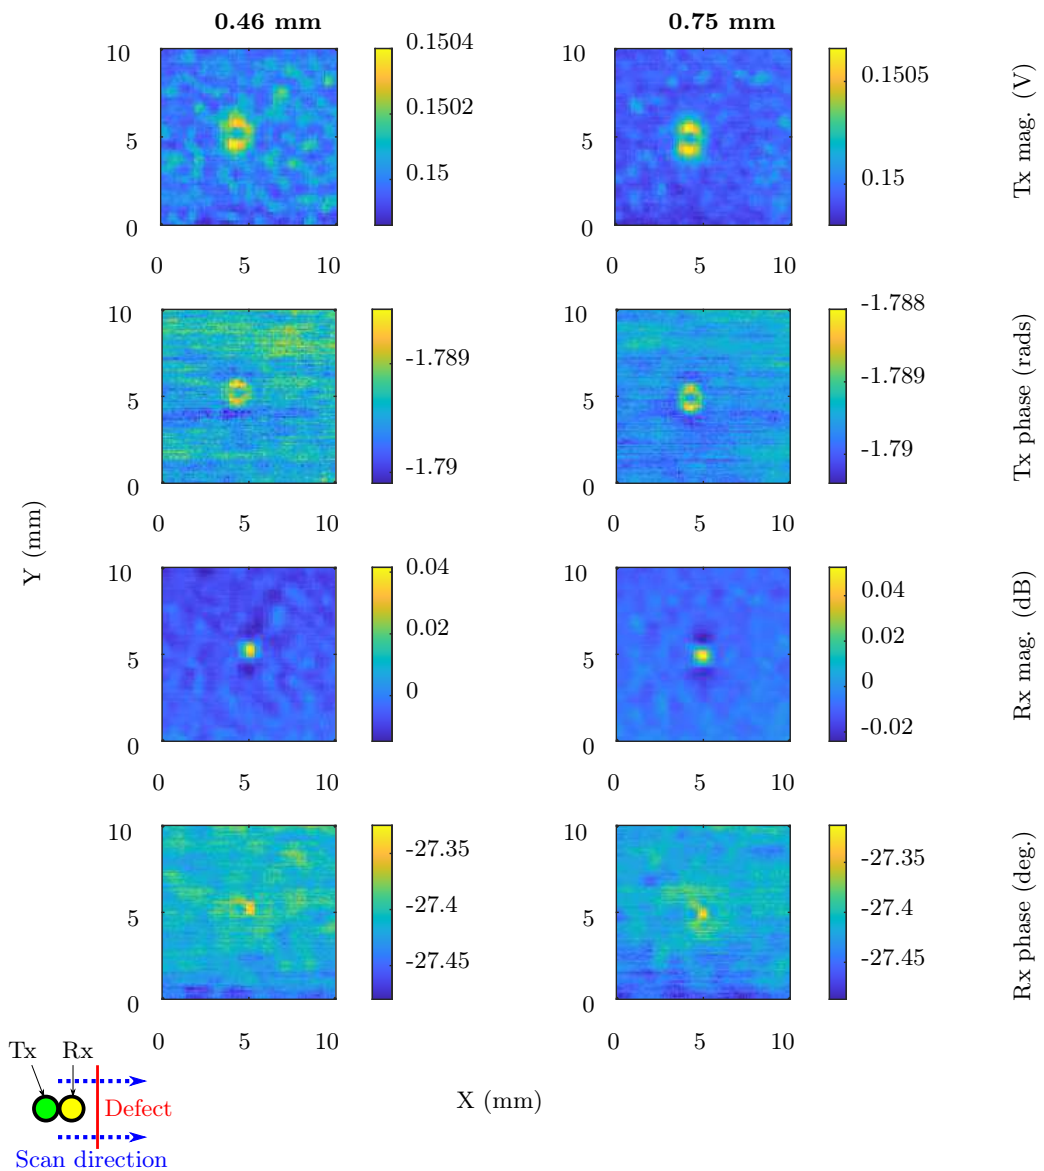 0.46 mm
0.75 mm
10
5
0
0 5 10
0.1504
0.1502
0.15
10
5
0
0 5 10
0.1505
0.15
Tx mag. (V)
10
5
0
0 5 10
-1.789
-1.79
10
5
0
0 5 10
-1.788
-1.789
-1.79
Tx phase (rads)
10
5
0
0 5 10
0.04
0.02
0
10
5
0
0 5 10
0.04
0.02
0
-0.02
Rx mag. (dB)
10
5
0
0 5 10
-27.35
-27.4
-27.45
10
5
0
0 5 10
-27.35
-27.4
-27.45
Rx phase (deg.)
Y (mm)
X (mm)
Tx Rx
Defect
Scan direction